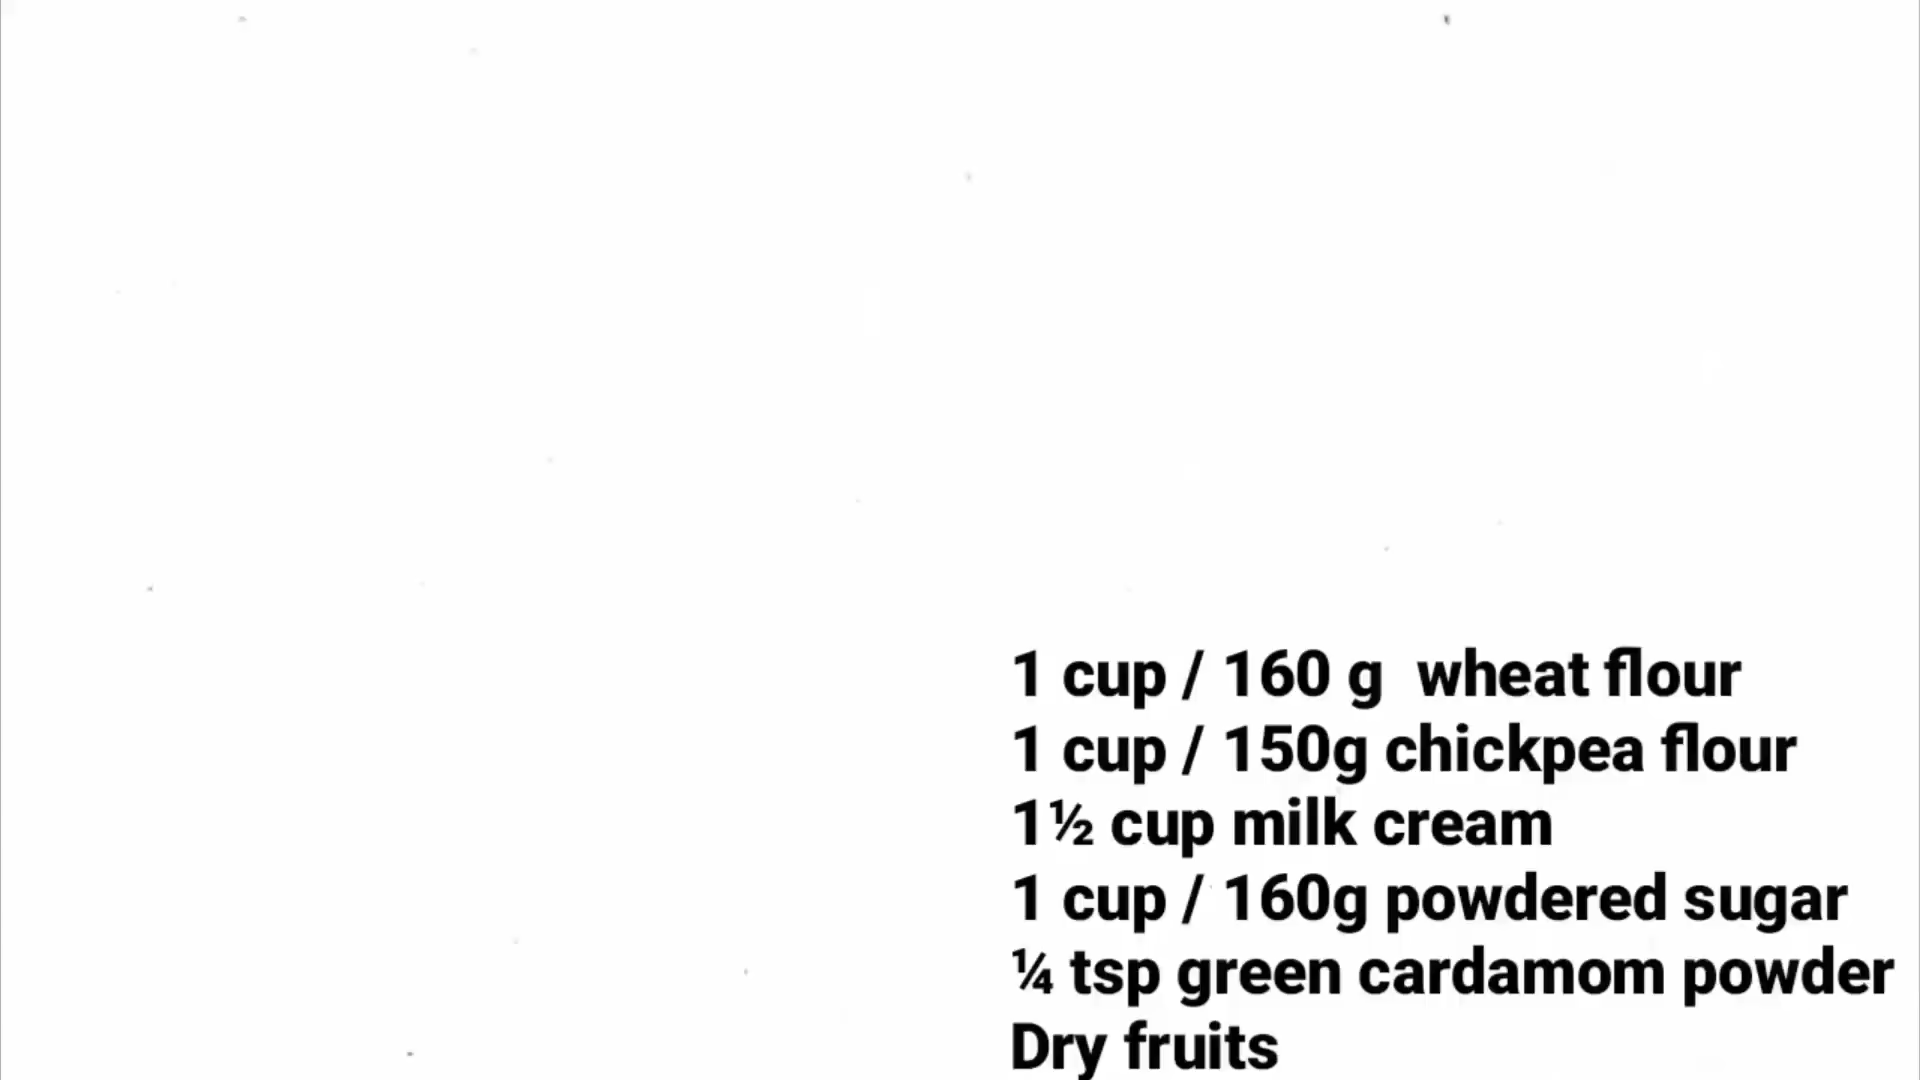 1 cup / 160 g  wheat flour
1 cup / 150g chickpea flour
1½ cup milk cream
1 cup / 160g powdered sugar
¼ tsp green cardamom powder
Dry fruits